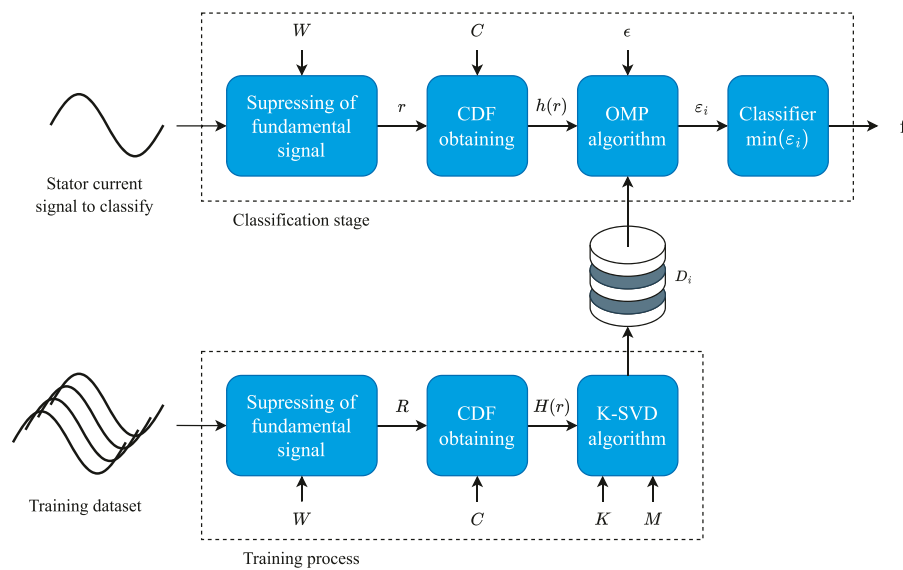 W
C
ϵ
Supressing of
fundamental
signal
r
CDF
obtaining
h(r)
OMP
algorithm
ε_i
Classifier
min(ε_i)
f
Stator current
signal to classify
Classification stage
D_i
Supressing of
fundamental
signal
R
CDF
obtaining
H(r)
K-SVD
algorithm
Training dataset
W
C
K
M
Training process